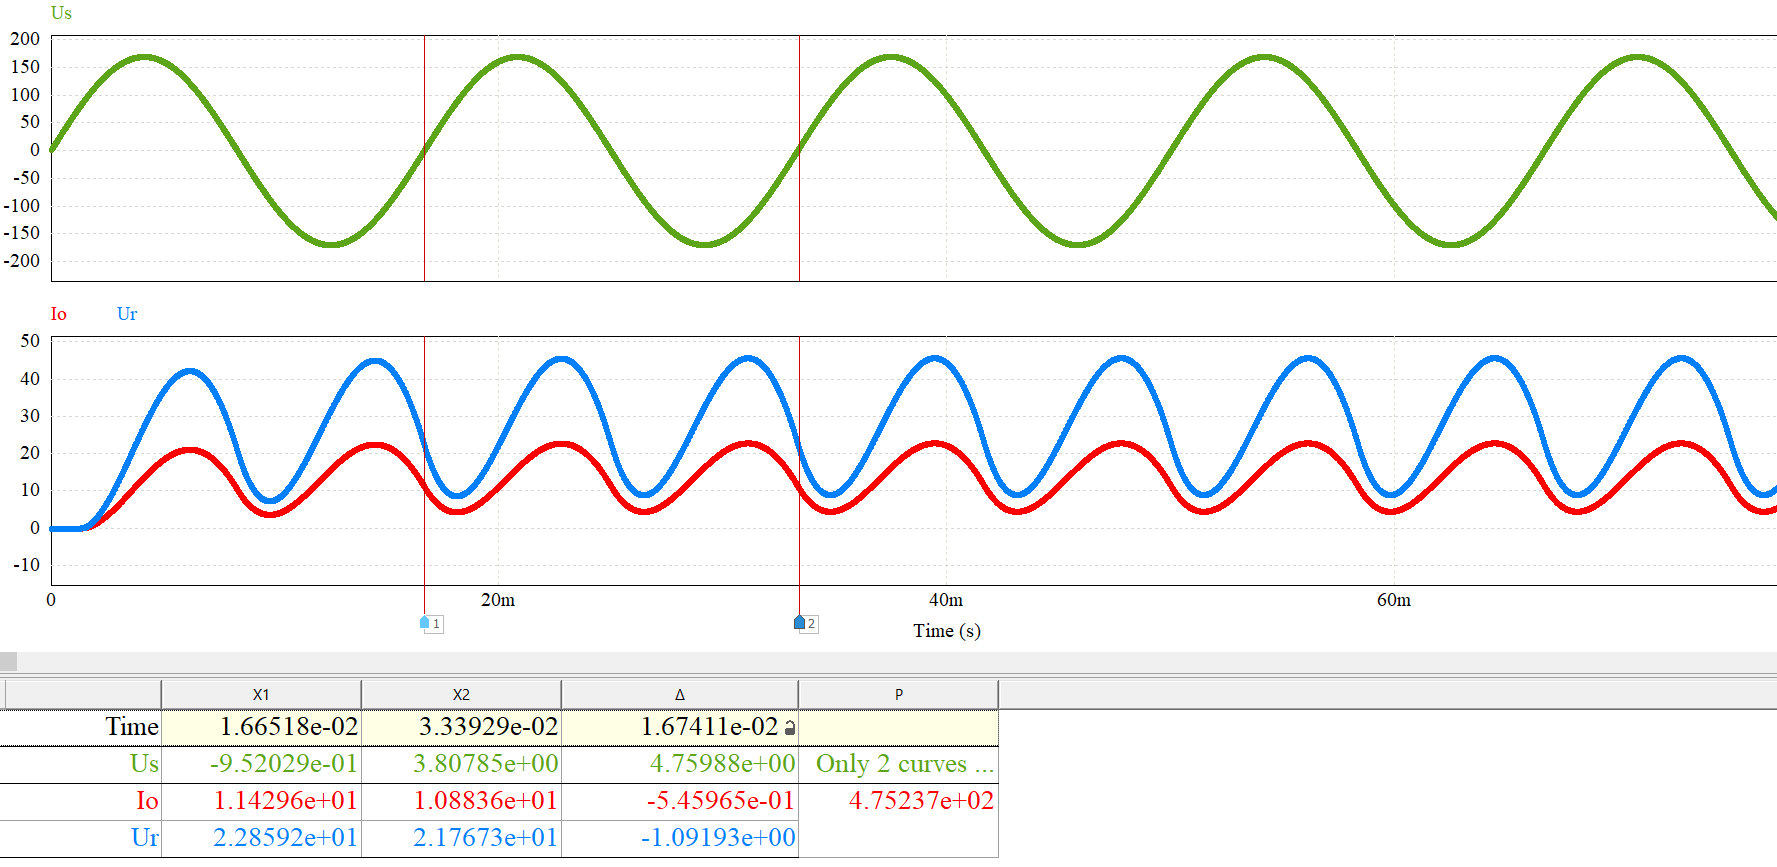 Us
200
150
100
50
0
-50
-100
-150
-200
Io Ur
50
40
30
20
10
0
-10
0 20m 40m 60m
1 2
Time (s)
X1 X2 Δ P
Time 1.66518e-02 3.33929e-02 1.67411e-02
Us -9.52029e-01 3.80785e+00 4.75988e+00 Only 2 curves ...
Io 1.14296e+01 1.08836e+01 -5.45965e-01 4.75237e+02
Ur 2.28592e+01 2.17673e+01 -1.09193e+00